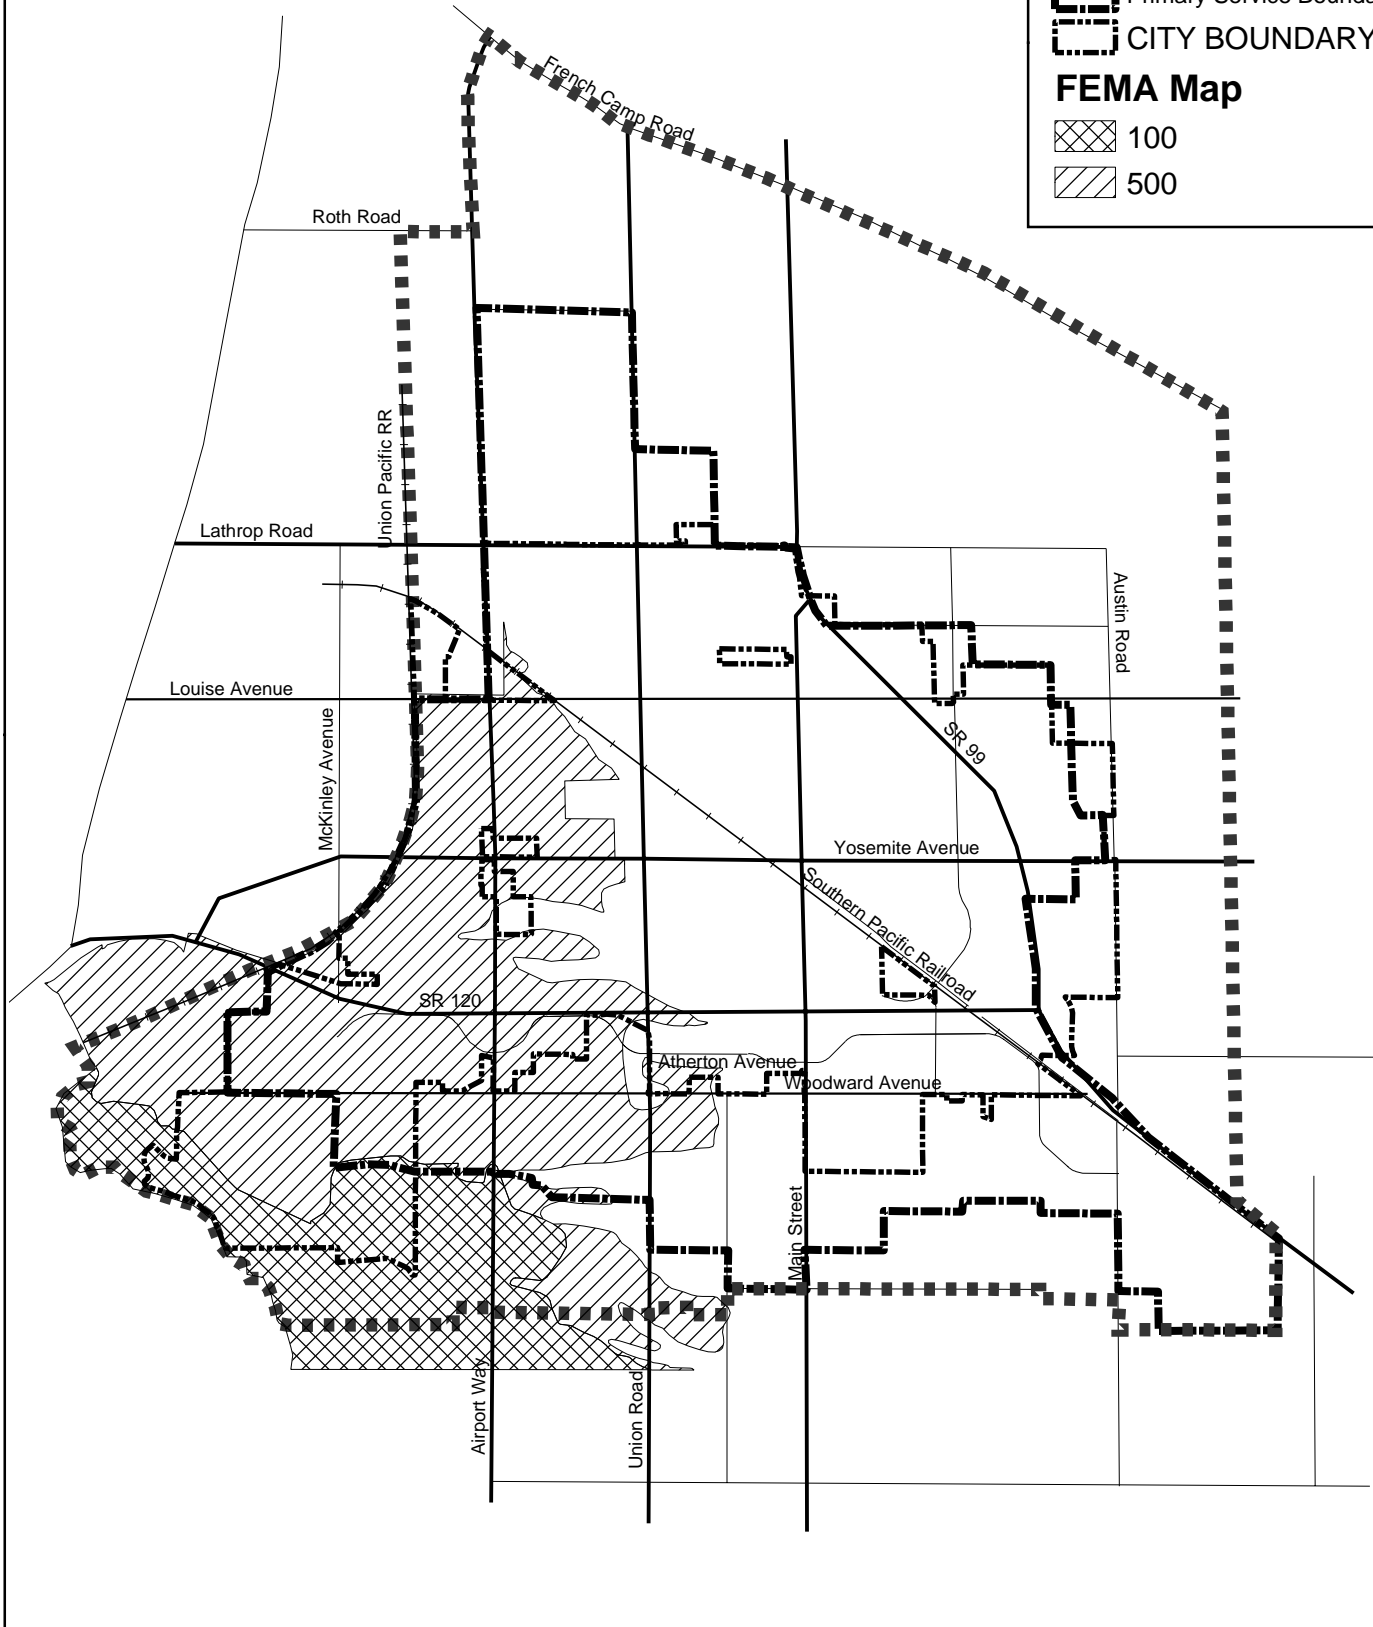 Primary Service
CITY BOUNDARY
FEMA Map
100
500
French Camp Road
Roth Road
Union Pacific RR
Lathrop Road
Austin Road
Louise Avenue
McKinley Avenue
SR 99
Yosemite Avenue
Southern Pacific Railroad
SR 120
Atherton Avenue
Woodward Avenue
Main Street
Airport Way
Union Road